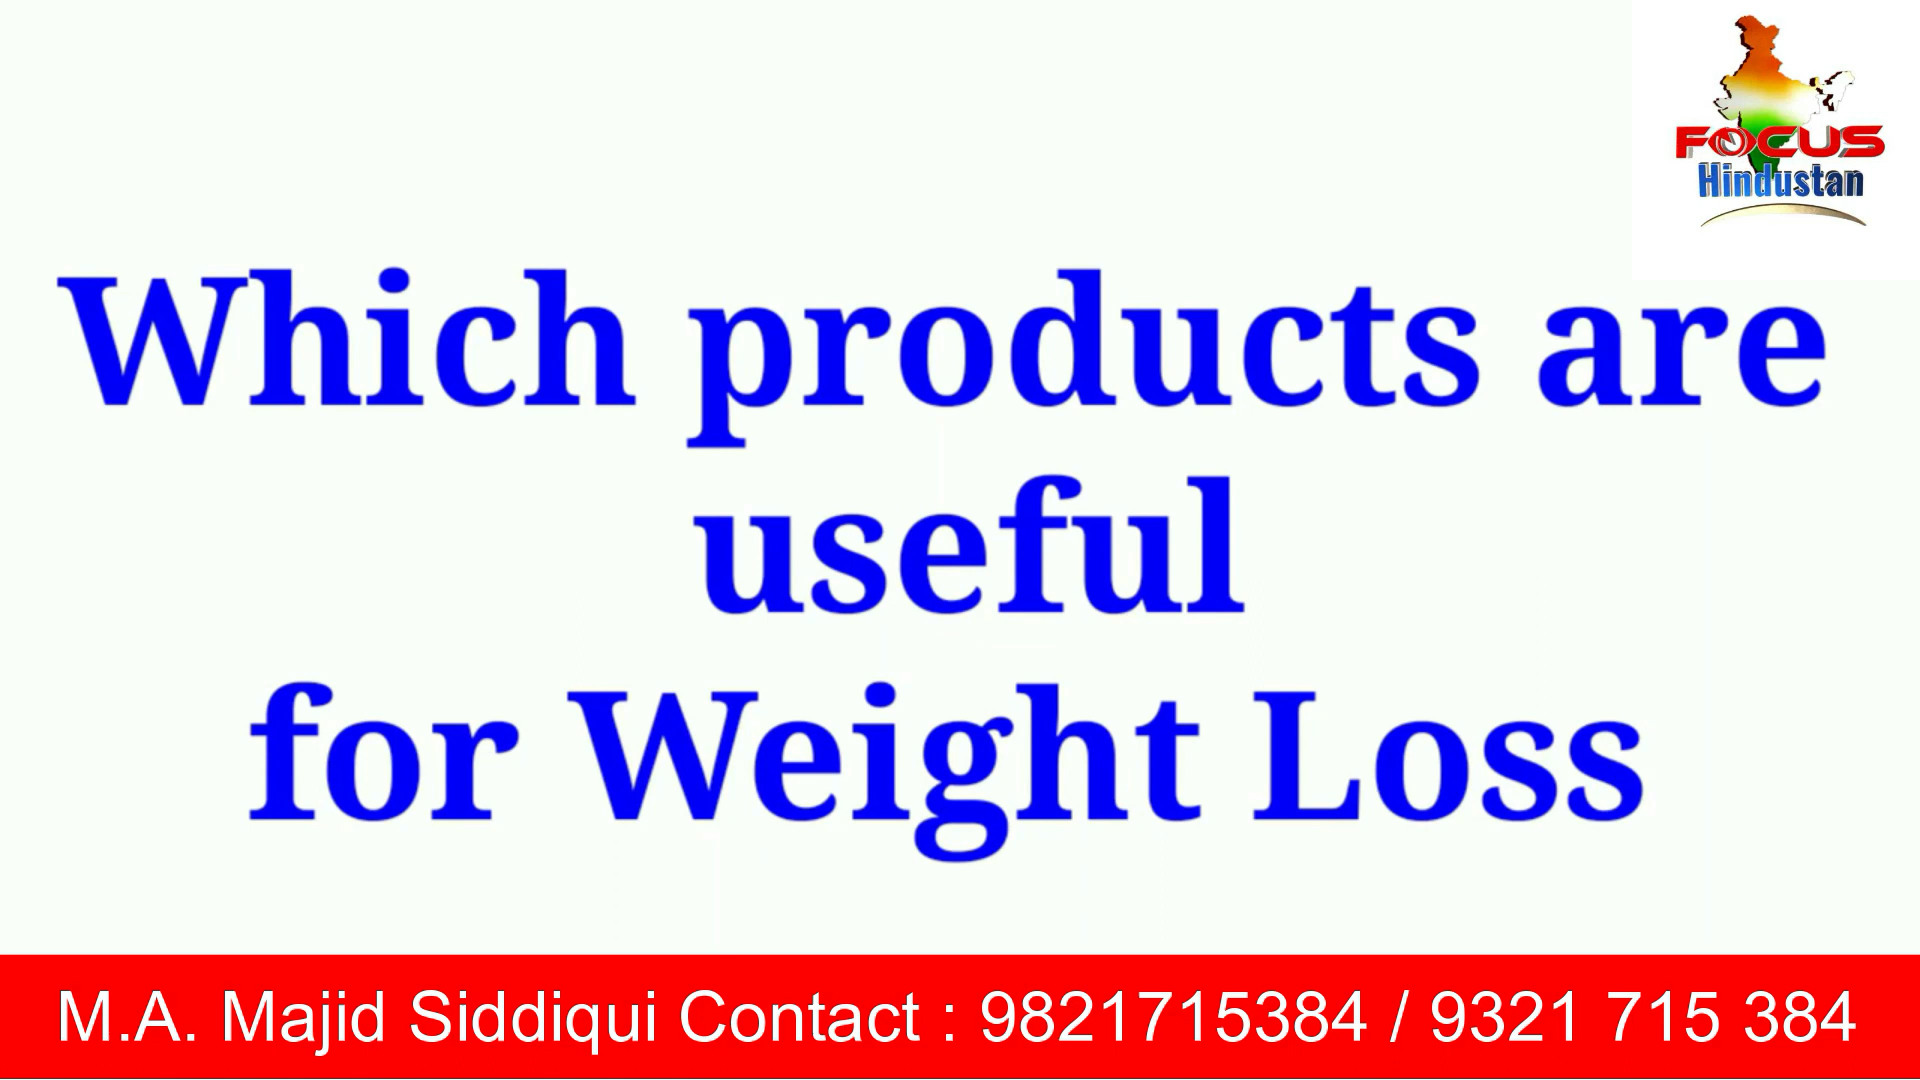 FOCUS
Hindustan
Which products are
useful
for Weight Loss
M.A. Majid Siddiqui Contact : 9821715384 / 9321 715 384